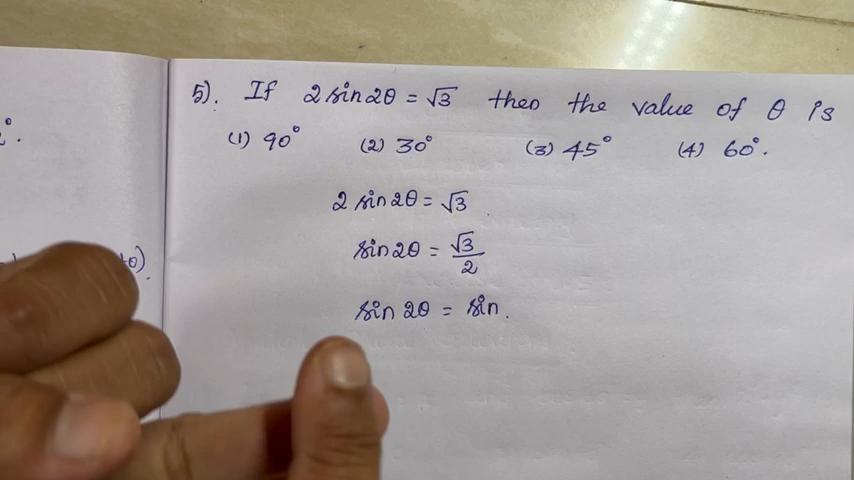 5). If 2 sin 2θ = √3 then the value of θ is
(1) 90° (2) 30° (3) 45° (4) 60°.
2 sin 2θ = √3
sin 2θ = √3/2
sin 2θ = sin.